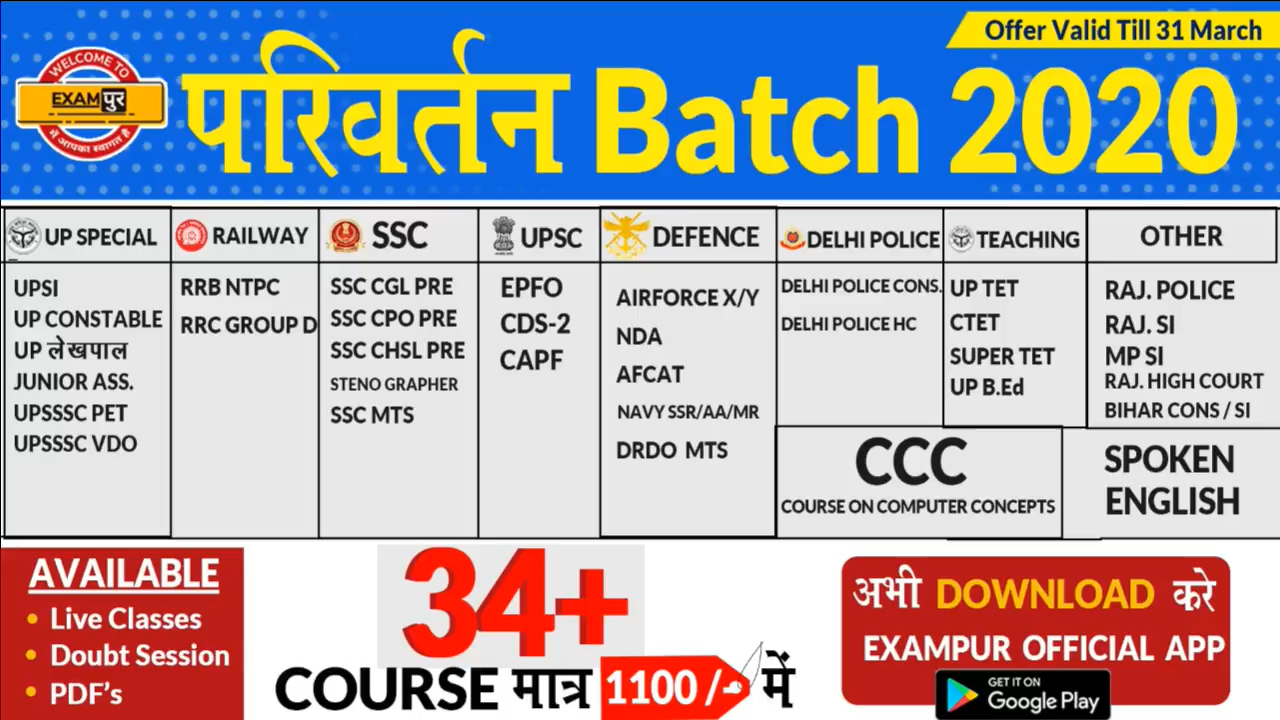 Offer Valid Till 31 March
WELCOME TO
EXAMपुर
में आपका स्वागत है
परिवर्तन Batch 2020
UP SPECIAL
UPSI
UP CONSTABLE
UP लेखपाल
JUNIOR ASS.
UPSSSC PET
UPSSSC VDO
RAILWAY
RRB NTPC
RRC GROUP D
SSC
SSC CGL PRE
SSC CPO PRE
SSC CHSL PRE
STENO GRAPHER
SSC MTS
UPSC
EPFO
CDS-2
CAPF
DEFENCE
AIRFORCE X/Y
NDA
AFCAT
NAVY SSR/AA/MR
DRDO MTS
DELHI POLICE
DELHI POLICE CONS.
DELHI POLICE HC
TEACHING
UP TET
CTET
SUPER TET
UP B.Ed
OTHER
RAJ. POLICE
RAJ. SI
MP SI
RAJ. HIGH COURT
BIHAR CONS / SI
CCC
COURSE ON COMPUTER CONCEPTS
SPOKEN
ENGLISH
AVAILABLE
• Live Classes
• Doubt Session
• PDF's
34+
COURSE मात्र 1100 /- में
अभी DOWNLOAD करे
EXAMPUR OFFICIAL APP
GET IT ON
Google Play